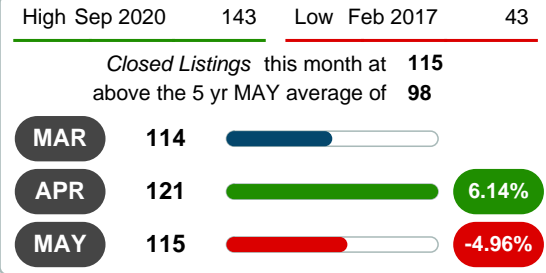 High Sep 2020 143 Low Feb 2017 43
Closed Listings this month at 115
above the 5 yr MAY average of 98
MAR 114
APR 121 6.14%
MAY 115 -4.96%